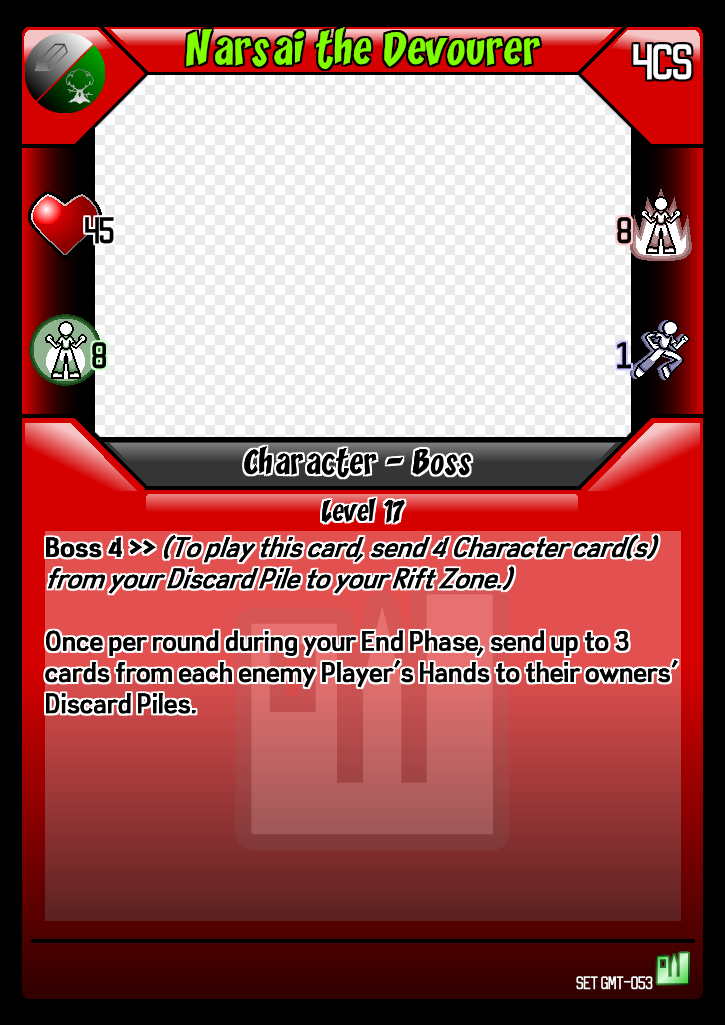 Narsai the Devourer
4CS
45
8
8
1
Character - Boss
Level 17
Boss 4 >> (To play this card, send 4 Character card(s)
from your Discard Pile to your Rift Zone.)
Once per round during your End Phase, send up to 3
cards from each enemy Player's Hands to their owners'
Discard Piles.
SET GMT-053